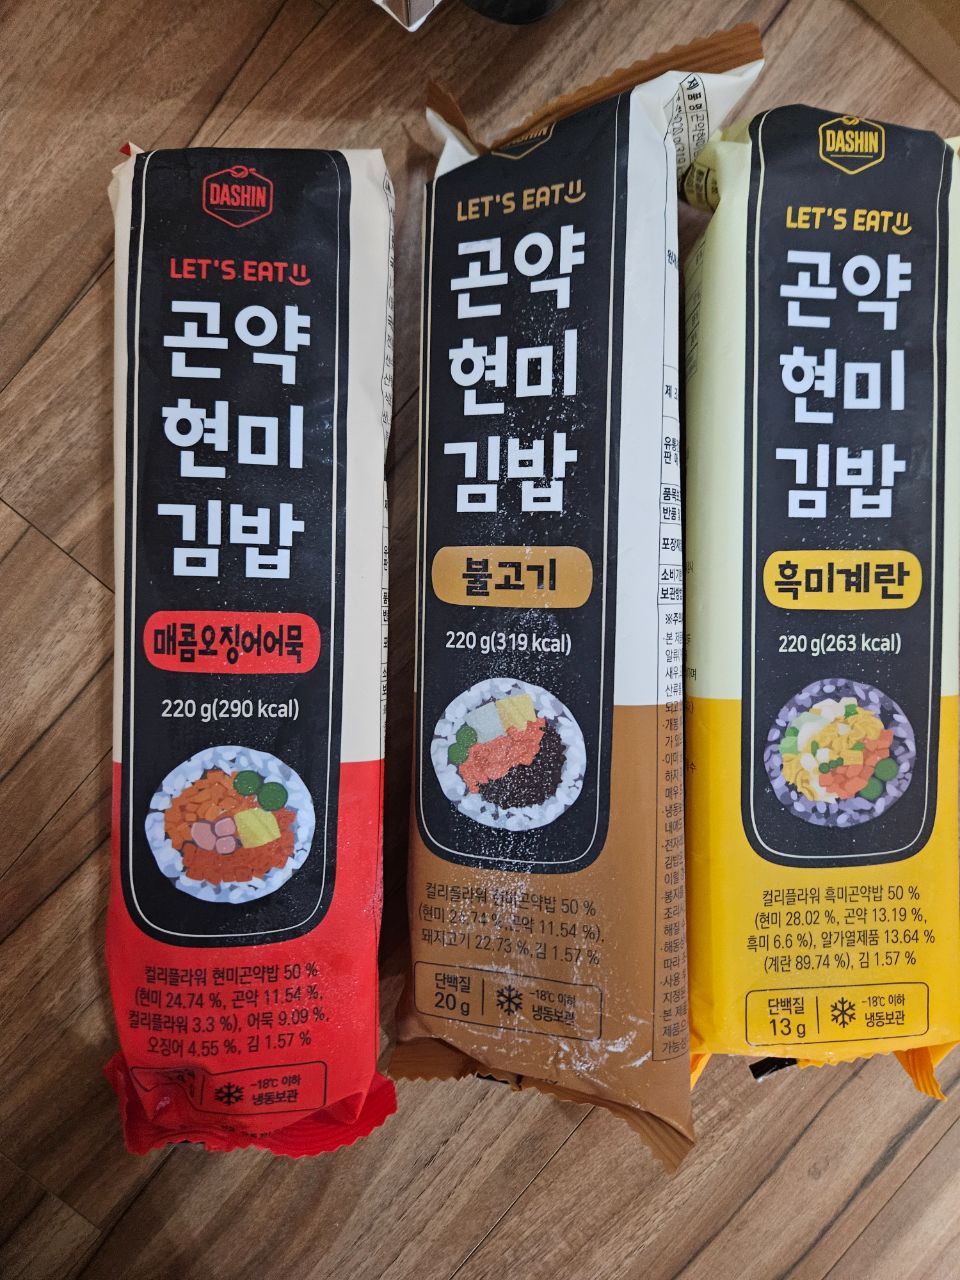 DASHIN
LET'S EAT
곤약
현미
김밥
매콤오징어어묵
220 g(290 kcal)
컬리플라워 현미곤약밥 50 %
(현미 24.74 %, 곤약 11.54 %,
컬리플라워 3.3 %), 어묵 9.09 %,
오징어 4.55 %, 김 1.57 %
-18℃ 이하
냉동보관
DASHIN
LET'S EAT
곤약
현미
김밥
불고기
220 g(319 kcal)
컬리플라워 현미곤약밥 50 %
(현미 24.74 %, 곤약 11.54 %),
돼지고기 22.73 %, 김 1.57 %
단백질
20 g
-18℃ 이하
냉동보관
DASHIN
LET'S EAT
곤약
현미
김밥
흑미계란
220 g(263 kcal)
컬리플라워 흑미곤약밥 50 %
(현미 28.02 %, 곤약 13.19 %,
흑미 6.6 %), 알가열제품 13.64 %
(계란 89.74 %), 김 1.57 %
단백질
13 g
-18℃ 이하
냉동보관